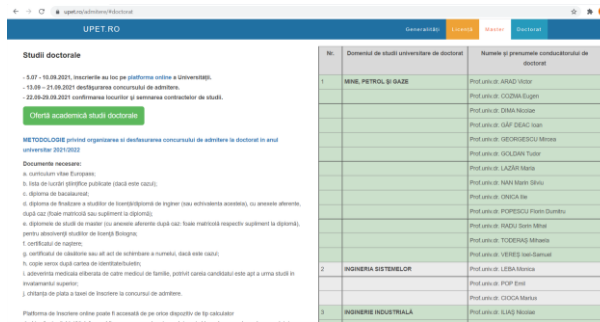 upet.ro/admitere/#doctorat
UPET.RO
Generalități
Licență
Master
Doctorat
Studii doctorale
- 5.07 - 10.09.2021, inscrierile au loc pe platforma online a Universității.
- 13.09 – 21.09.2021 desfășurarea concursului de admitere.
- 22.09-29.09.2021 confirmarea locurilor și semnarea contractelor de studii.
Ofertă academică studii doctorale
METODOLOGIE privind organizarea si desfasurarea concursului de admitere la doctorat in anul
universitar 2021/2022
Documente necesare:
a. curriculum vitae Europass;
b. lista de lucrări științifice publicate (dacă este cazul);
c. diploma de bacalaureat;
d. diploma de finalizare a studiilor de licență/diplomă de inginer (sau echivalenta acesteia), cu anexele aferente,
după caz (foaie matricolă sau supliment la diplomă);
e. diplomele de studii de master (cu anexele aferente după caz: foaie matricolă respectiv supliment la diplomă),
pentru absolvenții studiilor de licență Bologna;
f. certificatul de naștere;
g. certificatul de căsătorie sau alt act de schimbare a numelui, dacă este cazul;
h. copie xerox după cartea de identitate/buletin;
i. adeverinta medicala eliberata de catre medicul de familie, potrivit careia candidatul este apt a urma studii in
invatamantul superior;
j. chitanța de plata a taxei de înscriere la concursul de admitere.
Platforma de înscriere online poate fi accesată de pe orice dispozitiv de tip calculator
Nr.
Domeniul de studii universitare de doctorat
Numele și prenumele conducătorului de
doctorat
1
MINE, PETROL ȘI GAZE
Prof.univ.dr. ARAD Victor
Prof.univ.dr. COZMA Eugen
Prof.univ.dr. DIMA Nicolae
Prof.univ.dr. GÂF DEAC Ioan
Prof.univ.dr. GEORGESCU Mircea
Prof.univ.dr. GOLDAN Tudor
Prof.univ.dr. LAZĂR Maria
Prof.univ.dr. NAN Marin Silviu
Prof.univ.dr. ONICA Ilie
Prof.univ.dr. POPESCU Florin Dumitru
Prof.univ.dr. RADU Sorin Mihai
Prof.univ.dr. TODERAȘ Mihaela
Prof.univ.dr. VEREȘ Ioel-Samuel
2
INGINERIA SISTEMELOR
Prof.univ.dr. LEBA Monica
Prof.univ.dr. POP Emil
Prof.univ.dr. CIOCA Marius
3
INGINERIE INDUSTRIALĂ
Prof.univ.dr. ILIAȘ Nicolae